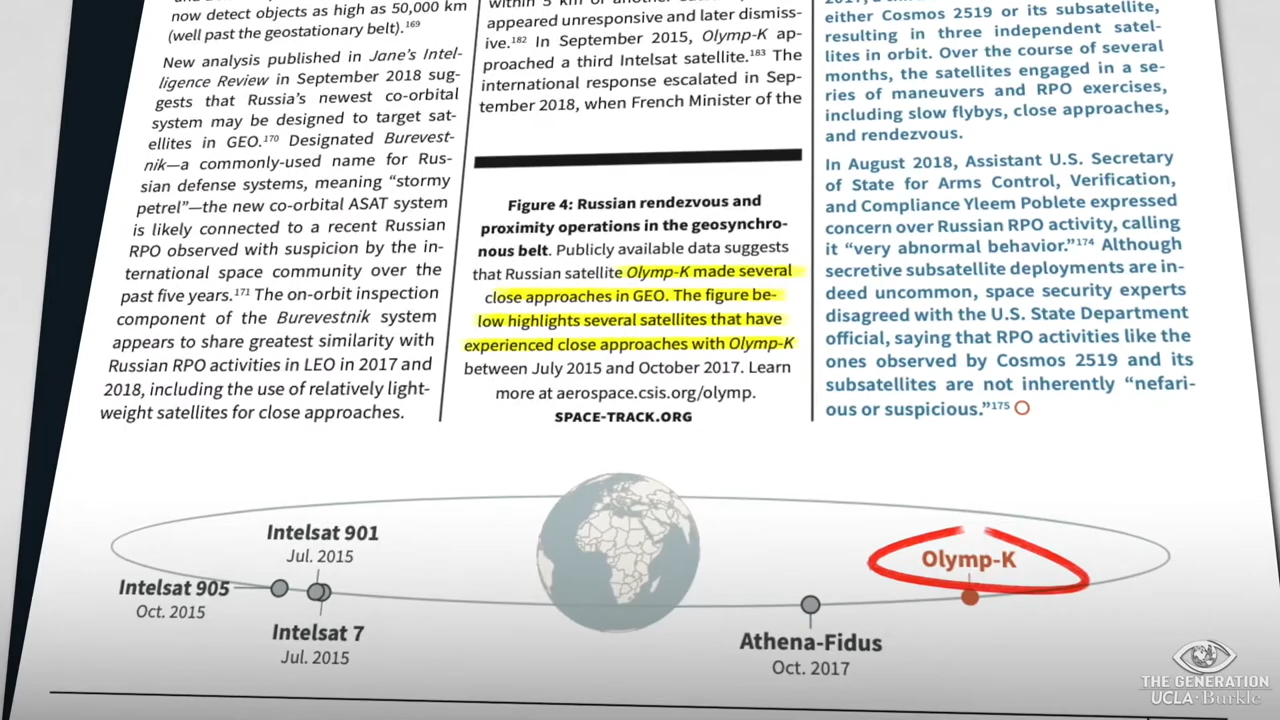 now detect objects as high as 50,000 km
(well past the geostationary belt).169
New analysis published in Jane's Intel-
ligence Review in September 2018 sug-
gests that Russia's newest co-orbital
system may be designed to target sat-
ellites in GEO.170 Designated Burevest-
nik—a commonly-used name for Rus-
sian defense systems, meaning “stormy
petrel”—the new co-orbital ASAT system
is likely connected to a recent Russian
RPO observed with suspicion by the in-
ternational space community over the
past five years.171 The on-orbit inspection
component of the Burevestnik system
appears to share greatest similarity with
Russian RPO activities in LEO in 2017 and
2018, including the use of relatively light-
weight satellites for close approaches.
appeared unresponsive and later dismiss-
ive.182 In September 2015, Olymp-K ap-
proached a third Intelsat satellite.183 The
international response escalated in Sep-
tember 2018, when French Minister of the
Figure 4: Russian rendezvous and
proximity operations in the geosynchro-
nous belt. Publicly available data suggests
that Russian satellite Olymp-K made several
close approaches in GEO. The figure be-
low highlights several satellites that have
experienced close approaches with Olymp-K
between July 2015 and October 2017. Learn
more at aerospace.csis.org/olymp.
SPACE-TRACK.ORG
either Cosmos 2519 or its subsatellite,
resulting in three independent satel-
lites in orbit. Over the course of several
months, the satellites engaged in a se-
ries of maneuvers and RPO exercises,
including slow flybys, close approaches,
and rendezvous.
In August 2018, Assistant U.S. Secretary
of State for Arms Control, Verification,
and Compliance Yleem Poblete expressed
concern over Russian RPO activity, calling
it “very abnormal behavior.”174 Although
secretive subsatellite deployments are in-
deed uncommon, space security experts
disagreed with the U.S. State Department
official, saying that RPO activities like the
ones observed by Cosmos 2519 and its
subsatellites are not inherently “nefari-
ous or suspicious.”175
Intelsat 901
Jul. 2015
Intelsat 905
Oct. 2015
Intelsat 7
Jul. 2015
Olymp-K
Athena-Fidus
Oct. 2017
THE GENERATION
UCLA Burkle